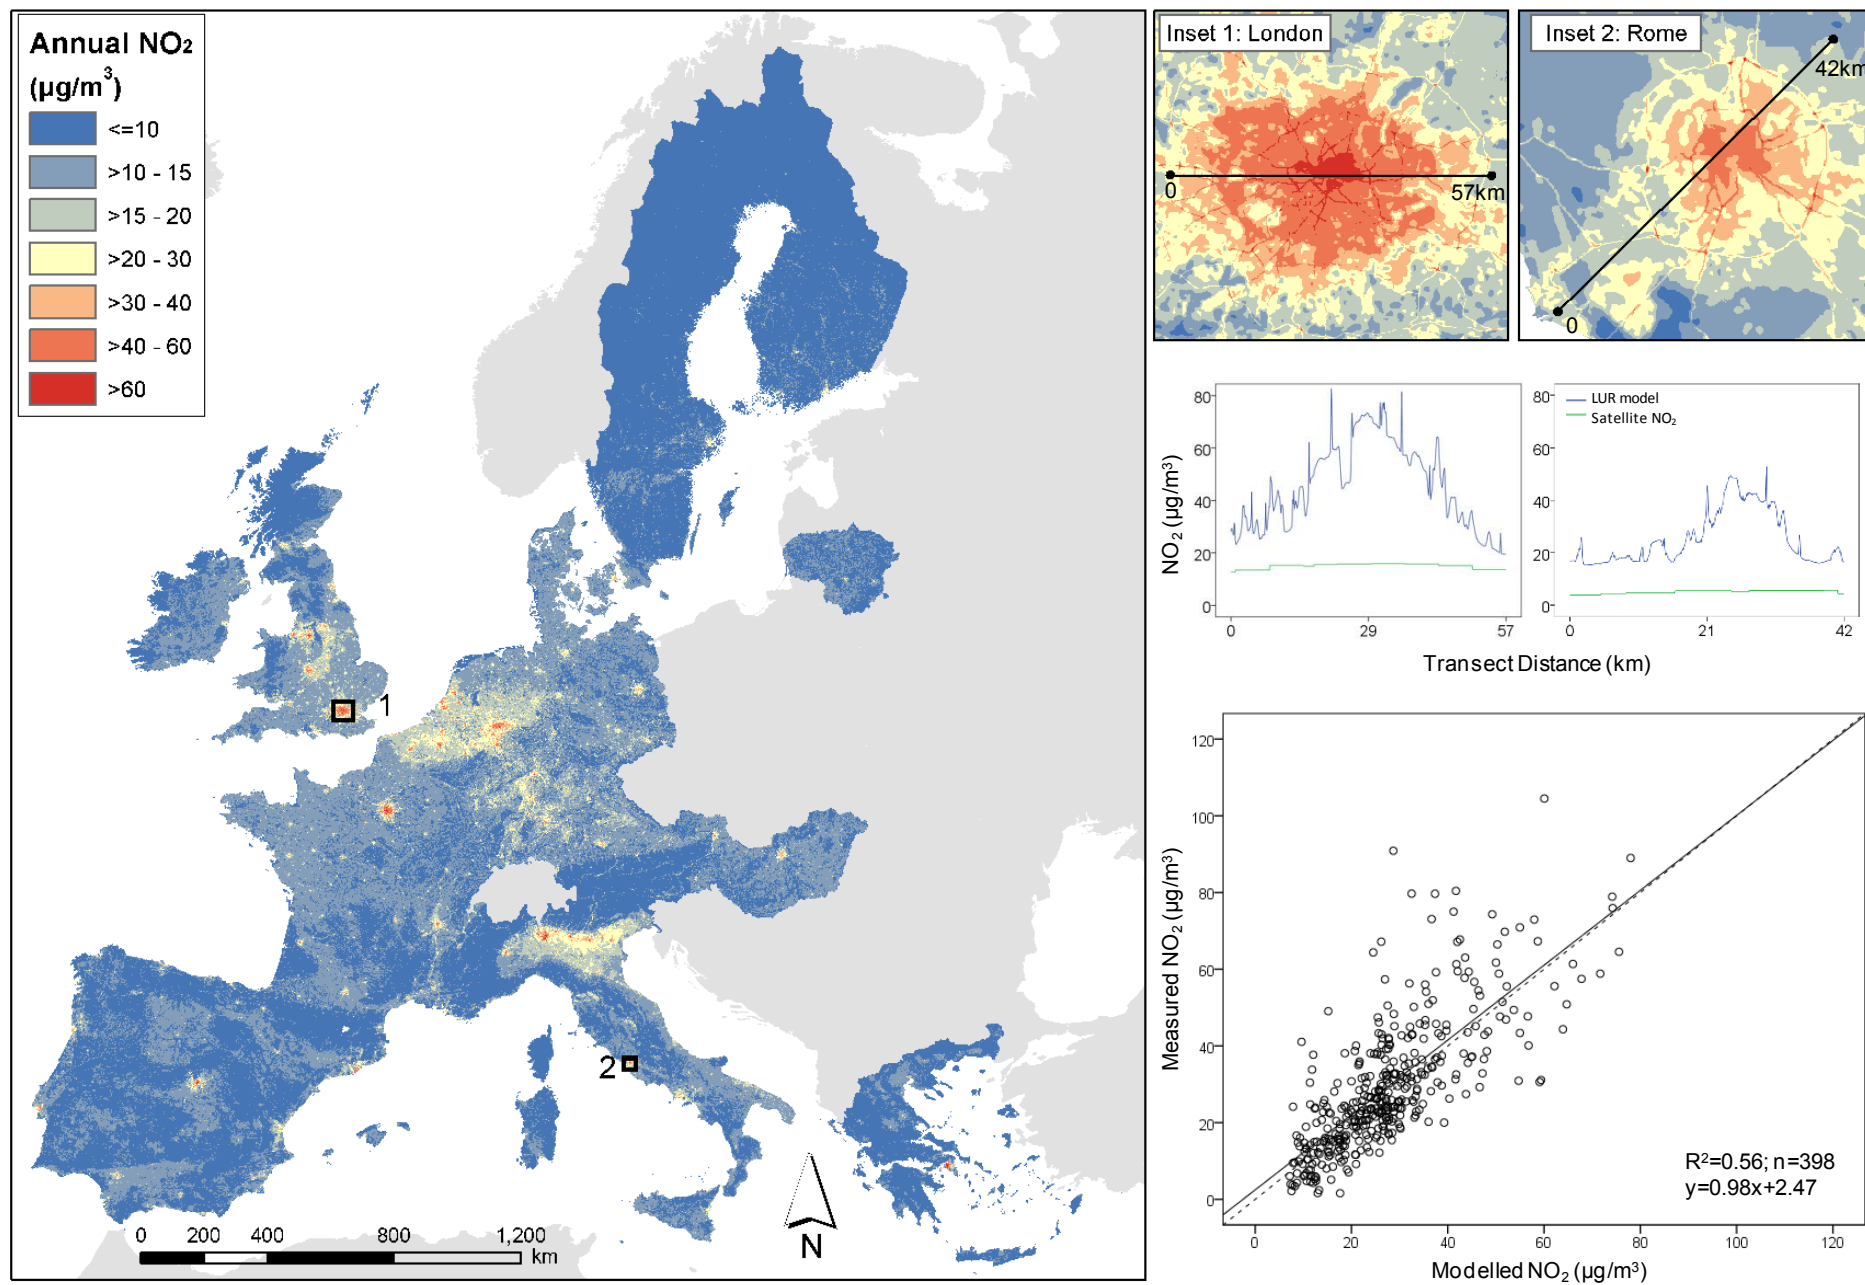 Annual NO2
(µg/m³)
<=10
>10 - 15
>15 - 20
>20 - 30
>30 - 40
>40 - 60
>60
1
2
0 200 400 800 1,200
km
N
Inset 1: London
0
57km
Inset 2: Rome
42km
0
NO₂ (µg/m³)
80
60
40
20
0
0 29 57
80
60
40
20
0
LUR model
Satellite NO₂
0 21 42
Transect Distance (km)
Measured NO₂ (µg/m³)
120
100
80
60
40
20
0
R²=0.56; n=398
y=0.98x+2.47
0 20 40 60 80 100 120
Modelled NO₂ (µg/m³)